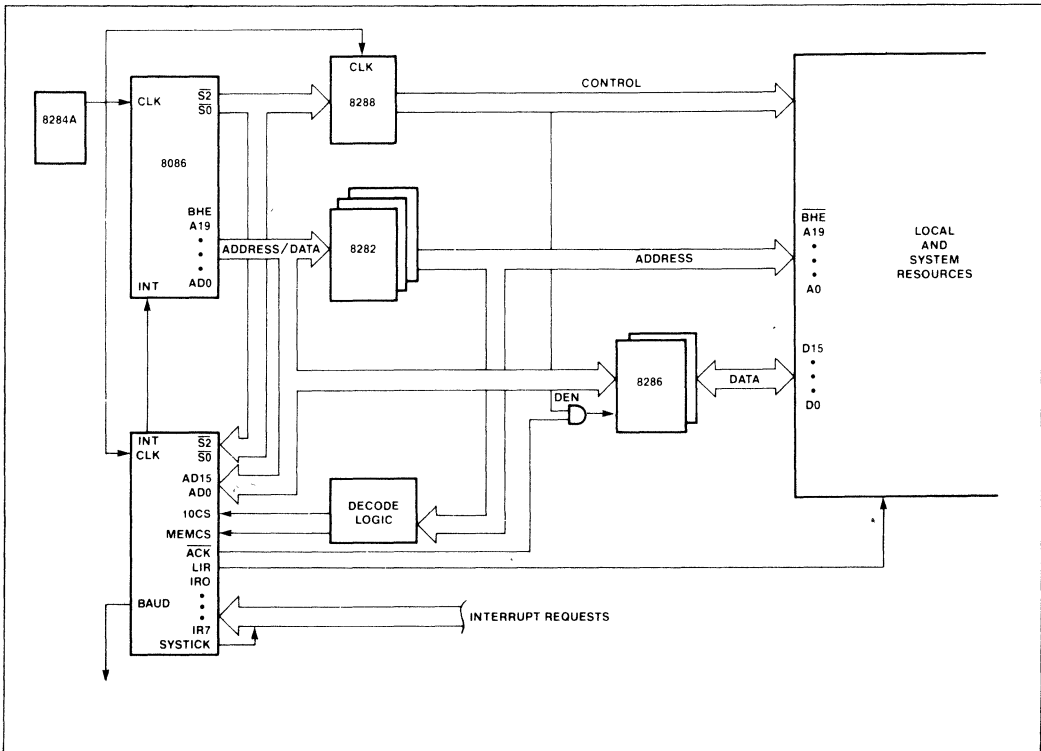 8284A
CLK
S2
S0
8086
BHE
A19
AD0
INT
CLK
8288
CONTROL
ADDRESS/DATA
8282
ADDRESS
BHE
A19
A0
LOCAL
AND
SYSTEM
RESOURCES
D15
D0
8286
DATA
DEN
INT
CLK
S2
S0
AD15
AD0
10CS
MEMCS
ACK
LIR
IRO
BAUD
IR7
SYSTICK
DECODE
LOGIC
INTERRUPT REQUESTS